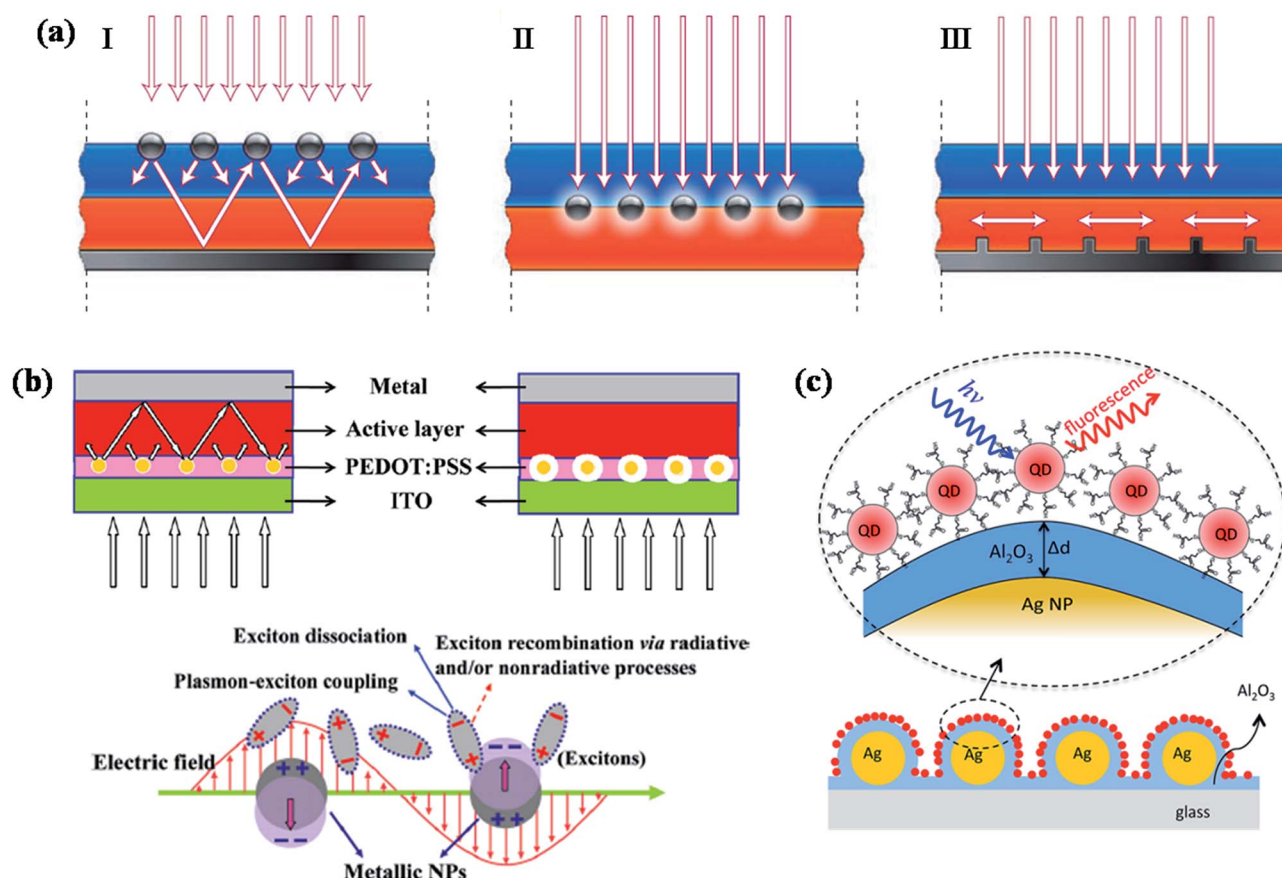 (a)
I
II
III
(b)
Metal
Active layer
PEDOT:PSS
ITO
Exciton dissociation
Exciton recombination via radiative
and/or nonradiative processes
Plasmon-exciton coupling
Electric field
(Excitons)
Metallic NPs
(c)
hν
fluorescence
QD
QD
QD
QD
QD
Al₂O₃
Δd
Ag NP
Al₂O₃
Ag
Ag
Ag
Ag
glass